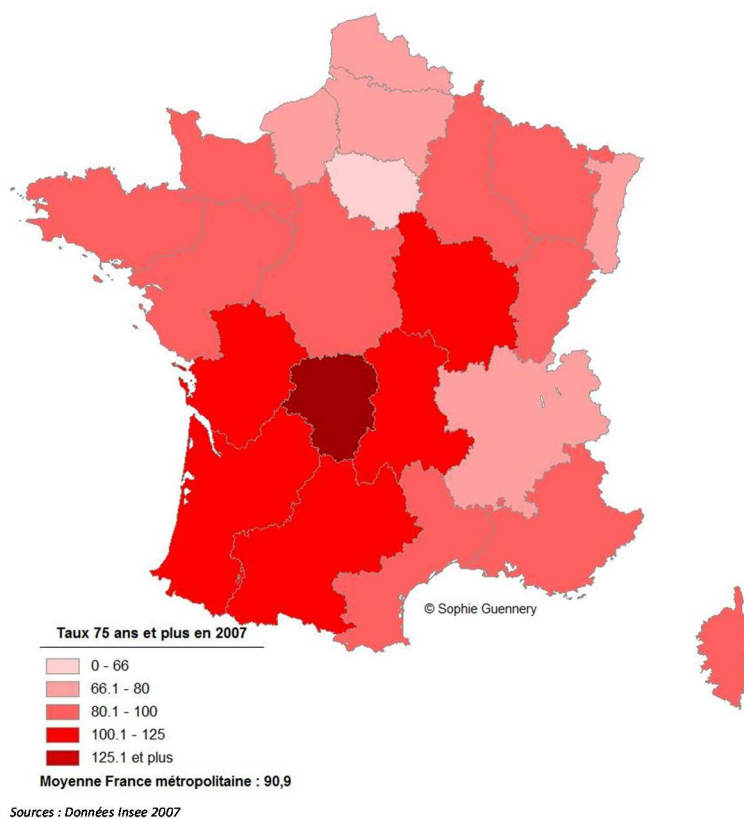 © Sophie Guennery
Taux 75 ans et plus en 2007
0 - 66
66.1 - 80
80.1 - 100
100.1 - 125
125.1 et plus
Moyenne France métropolitaine : 90,9
Sources : Données Insee 2007